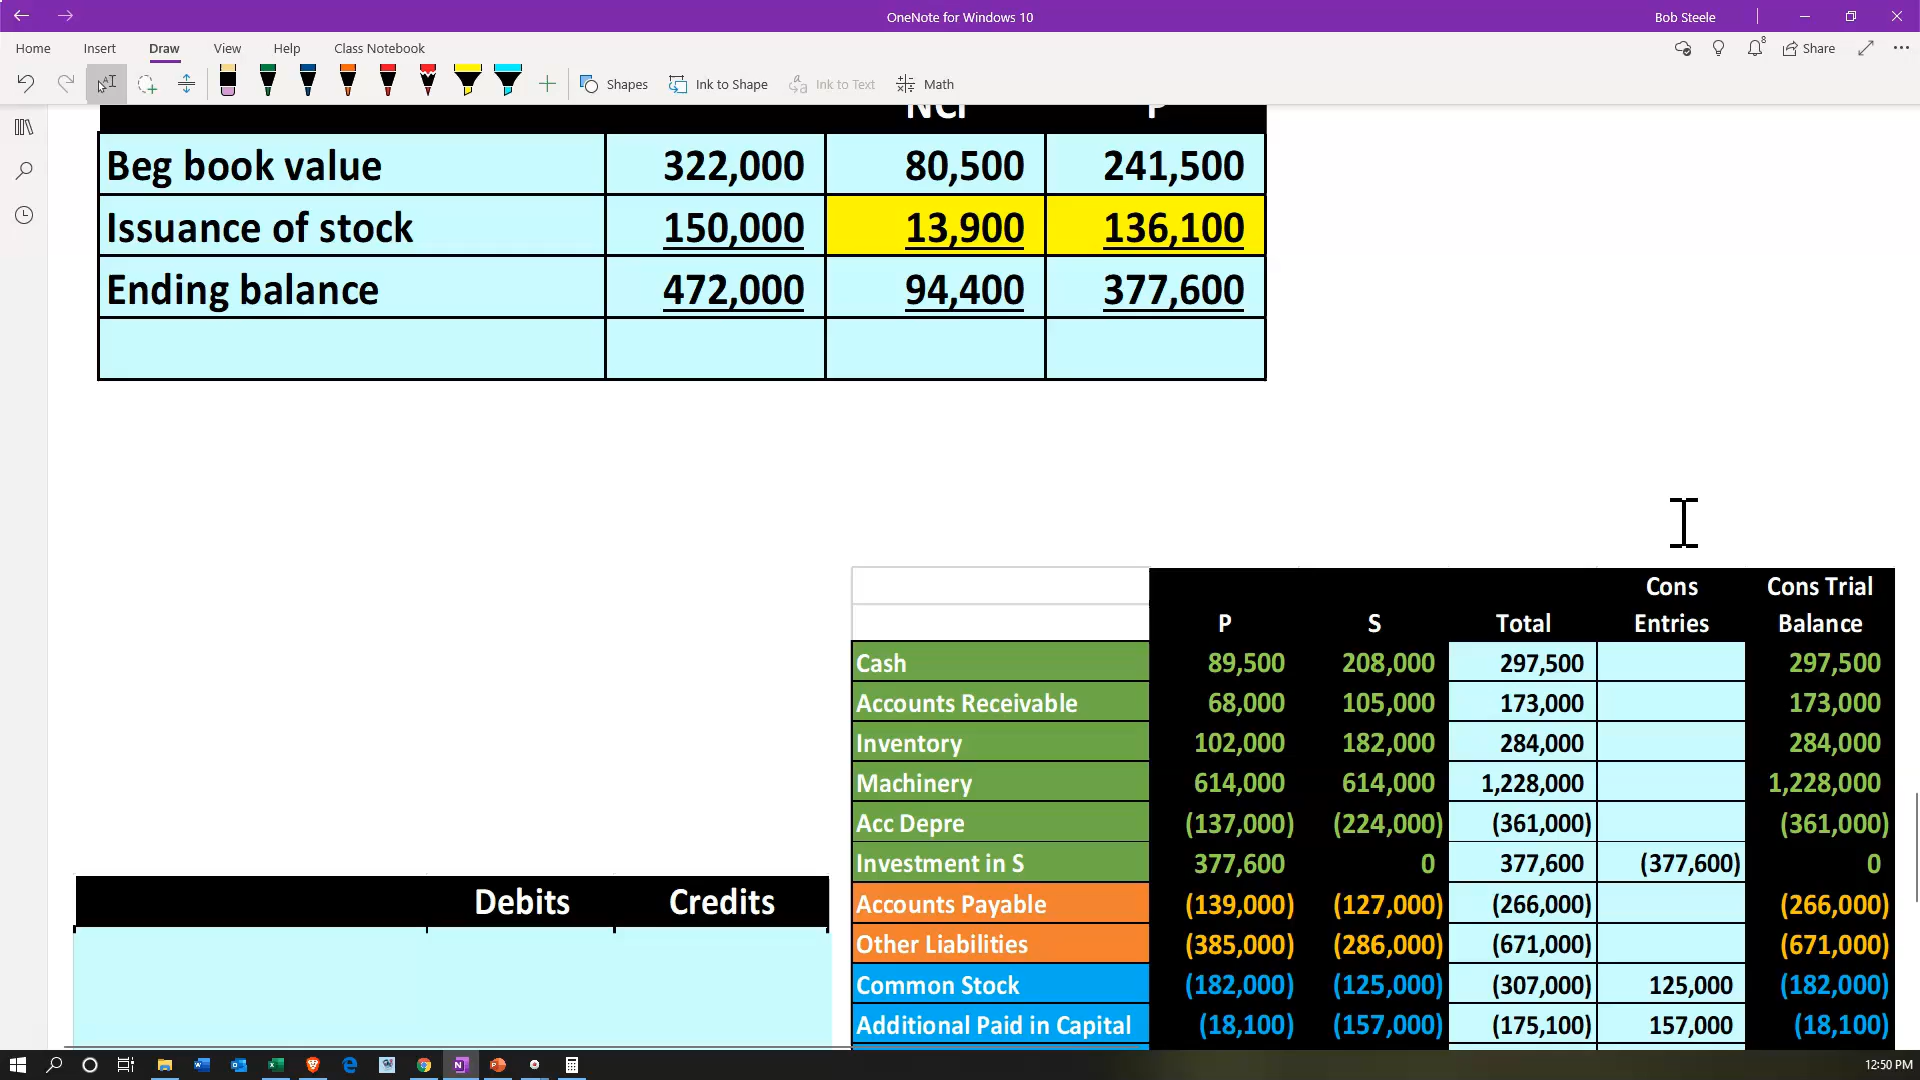 OneNote for Windows 10
Bob Steele
Home Insert Draw View Help Class Notebook
8 Share
Shapes Ink to Shape Ink to Text Math
NCI P
Beg book value 322,000 80,500 241,500
Issuance of stock 150,000 13,900 136,100
Ending balance 472,000 94,400 377,600
Cons Cons Trial
P S Total Entries Balance
Cash 89,500 208,000 297,500 297,500
Accounts Receivable 68,000 105,000 173,000 173,000
Inventory 102,000 182,000 284,000 284,000
Machinery 614,000 614,000 1,228,000 1,228,000
Acc Depre (137,000) (224,000) (361,000) (361,000)
Investment in S 377,600 0 377,600 (377,600) 0
Accounts Payable (139,000) (127,000) (266,000) (266,000)
Other Liabilities (385,000) (286,000) (671,000) (671,000)
Common Stock (182,000) (125,000) (307,000) 125,000 (182,000)
Additional Paid in Capital (18,100) (157,000) (175,100) 157,000 (18,100)
Debits Credits
12:50 PM